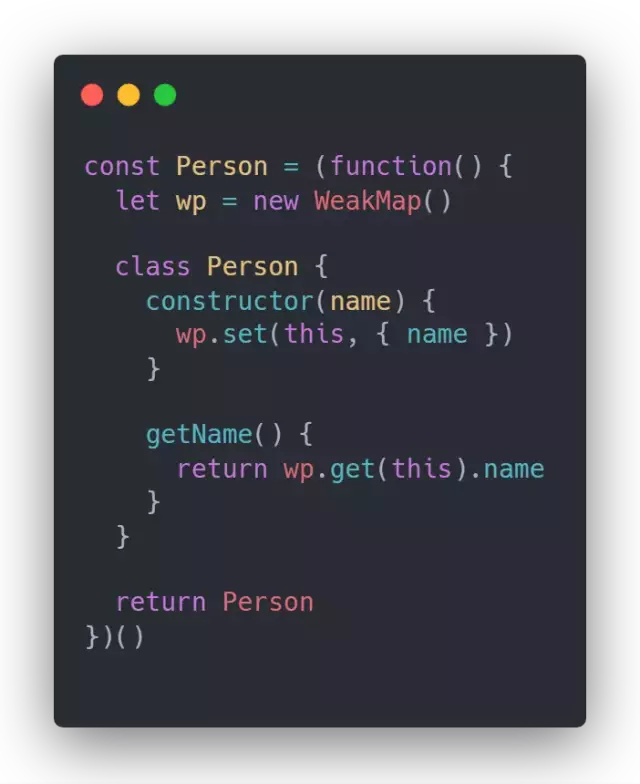 const Person = (function() {
  let wp = new WeakMap()

  class Person {
    constructor(name) {
      wp.set(this, { name })
    }

    getName() {
      return wp.get(this).name
    }
  }

  return Person
})()